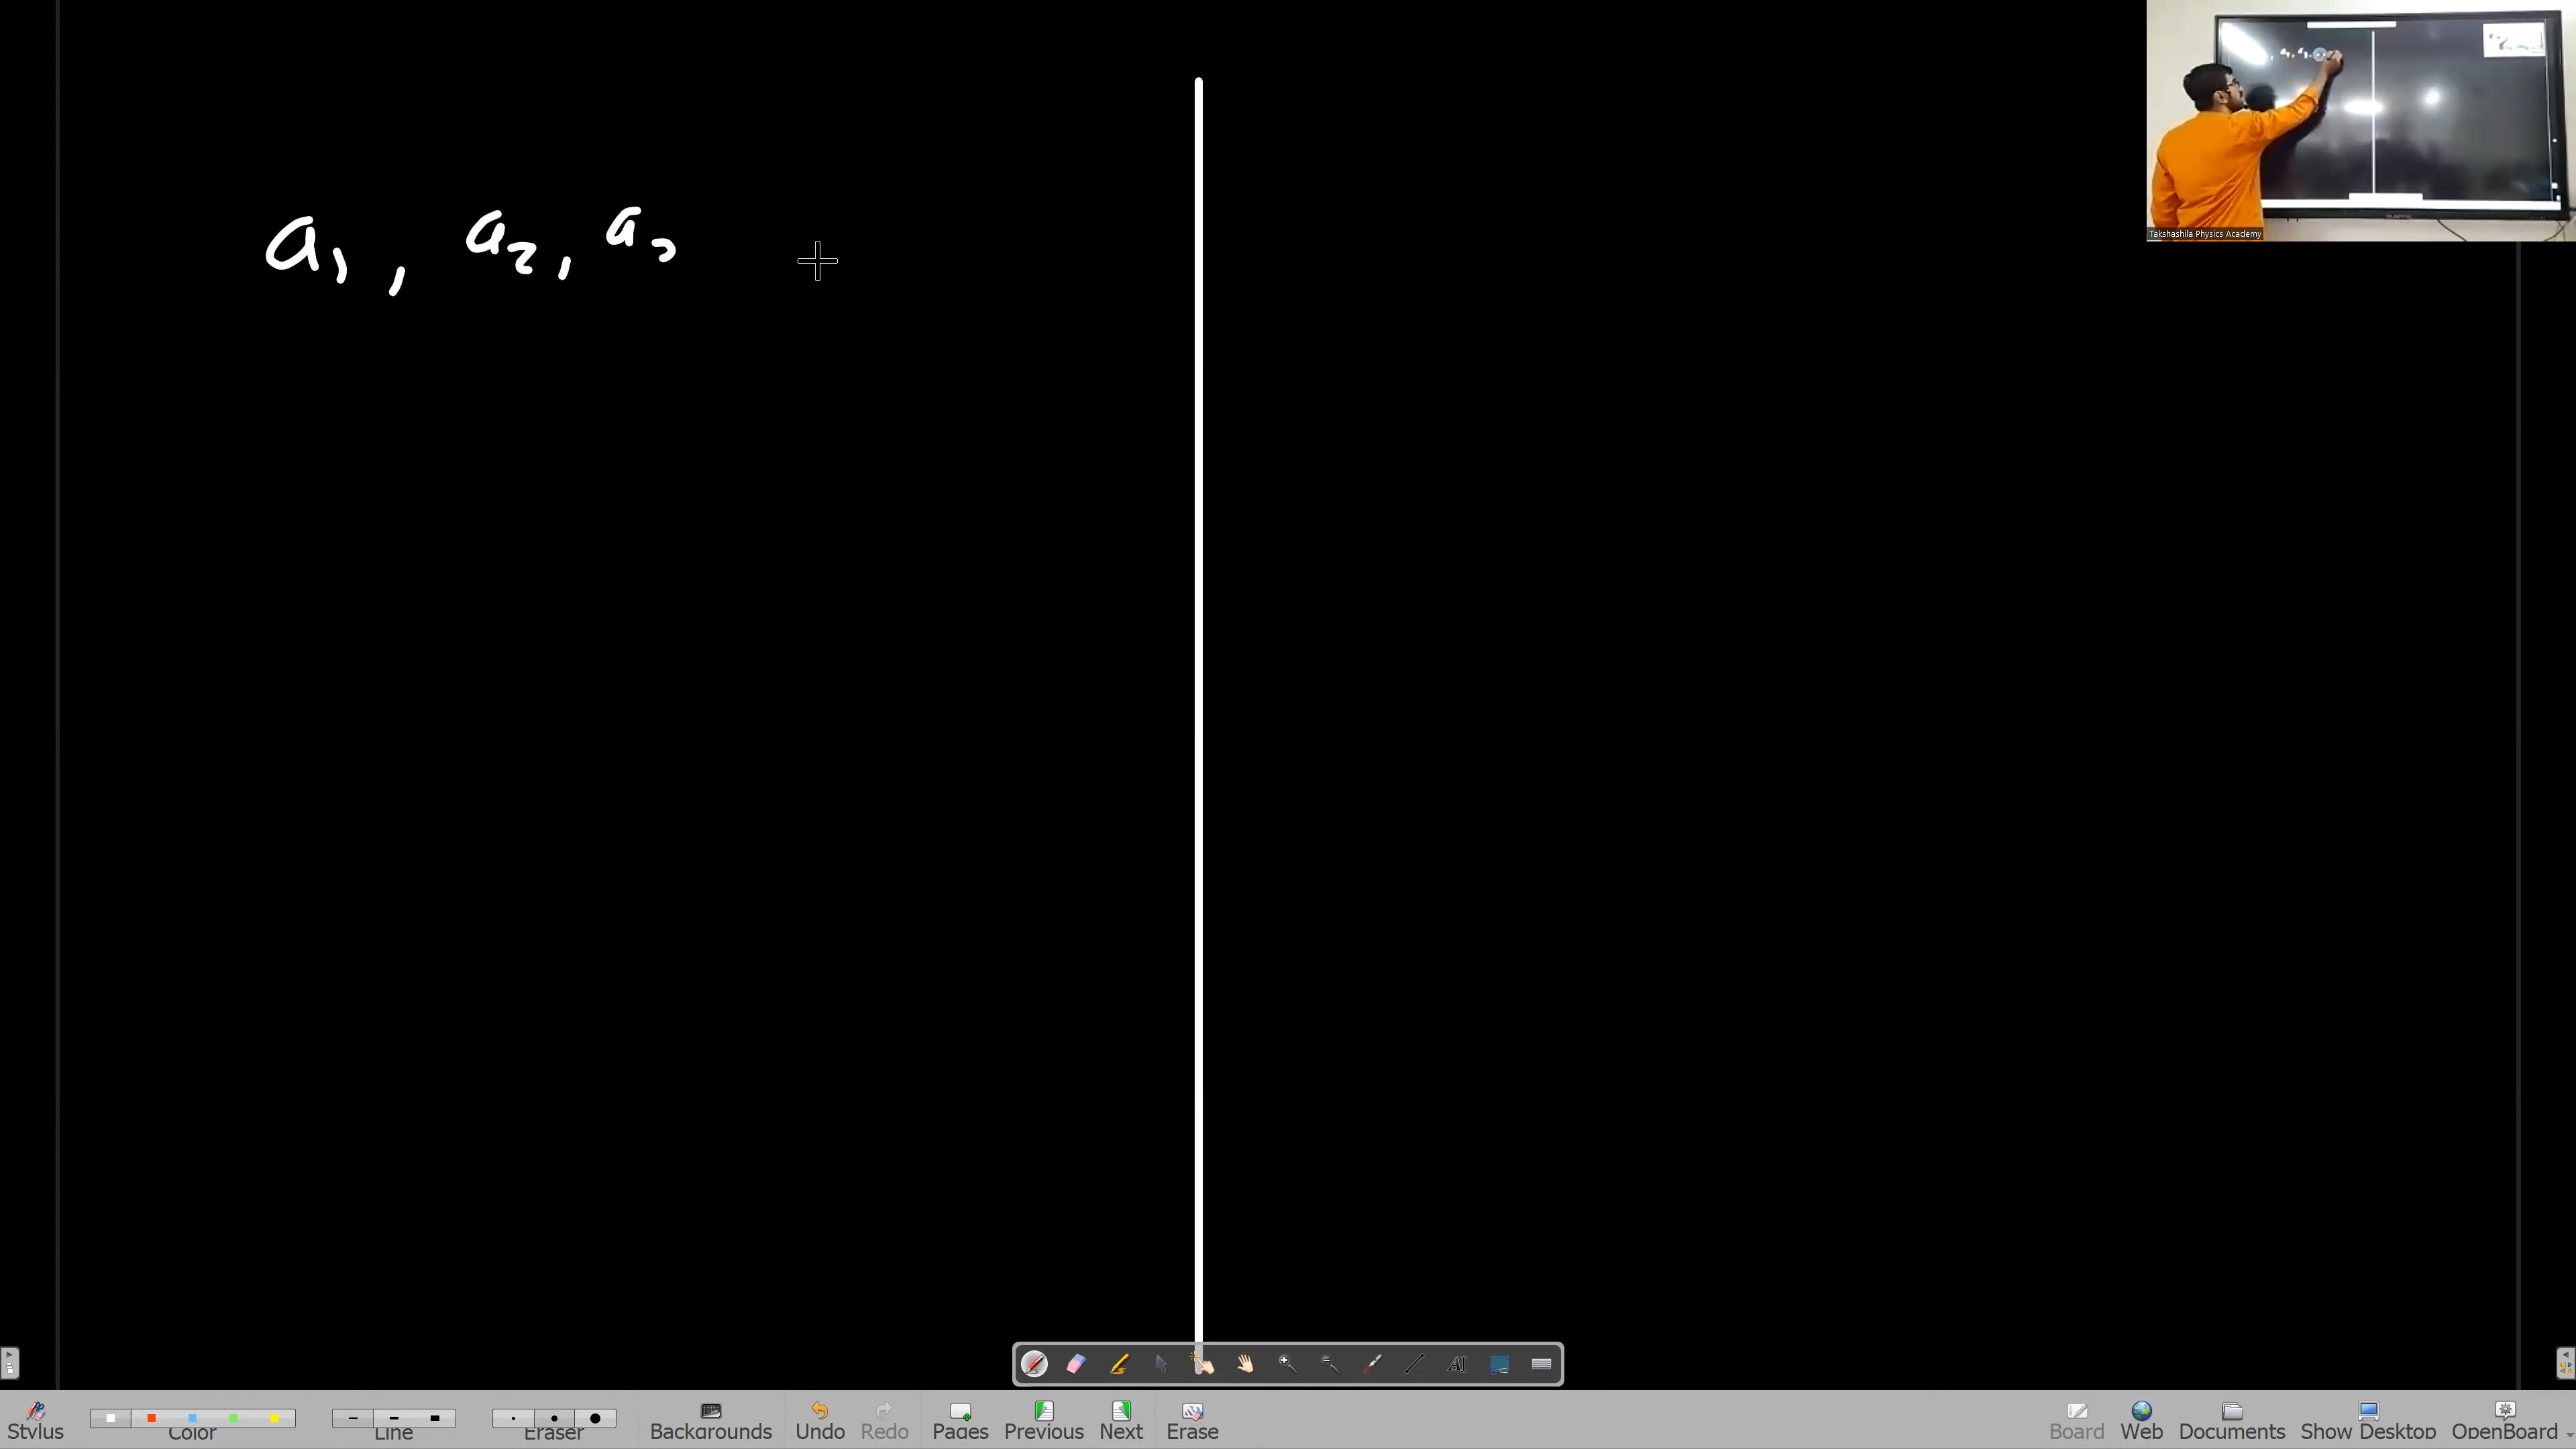 a₁, a₂, a₃
Takshashila Physics Academy
Stylus Color Line Eraser Backgrounds Undo Redo Pages Previous Next Erase Board Web Documents Show Desktop OpenBoard